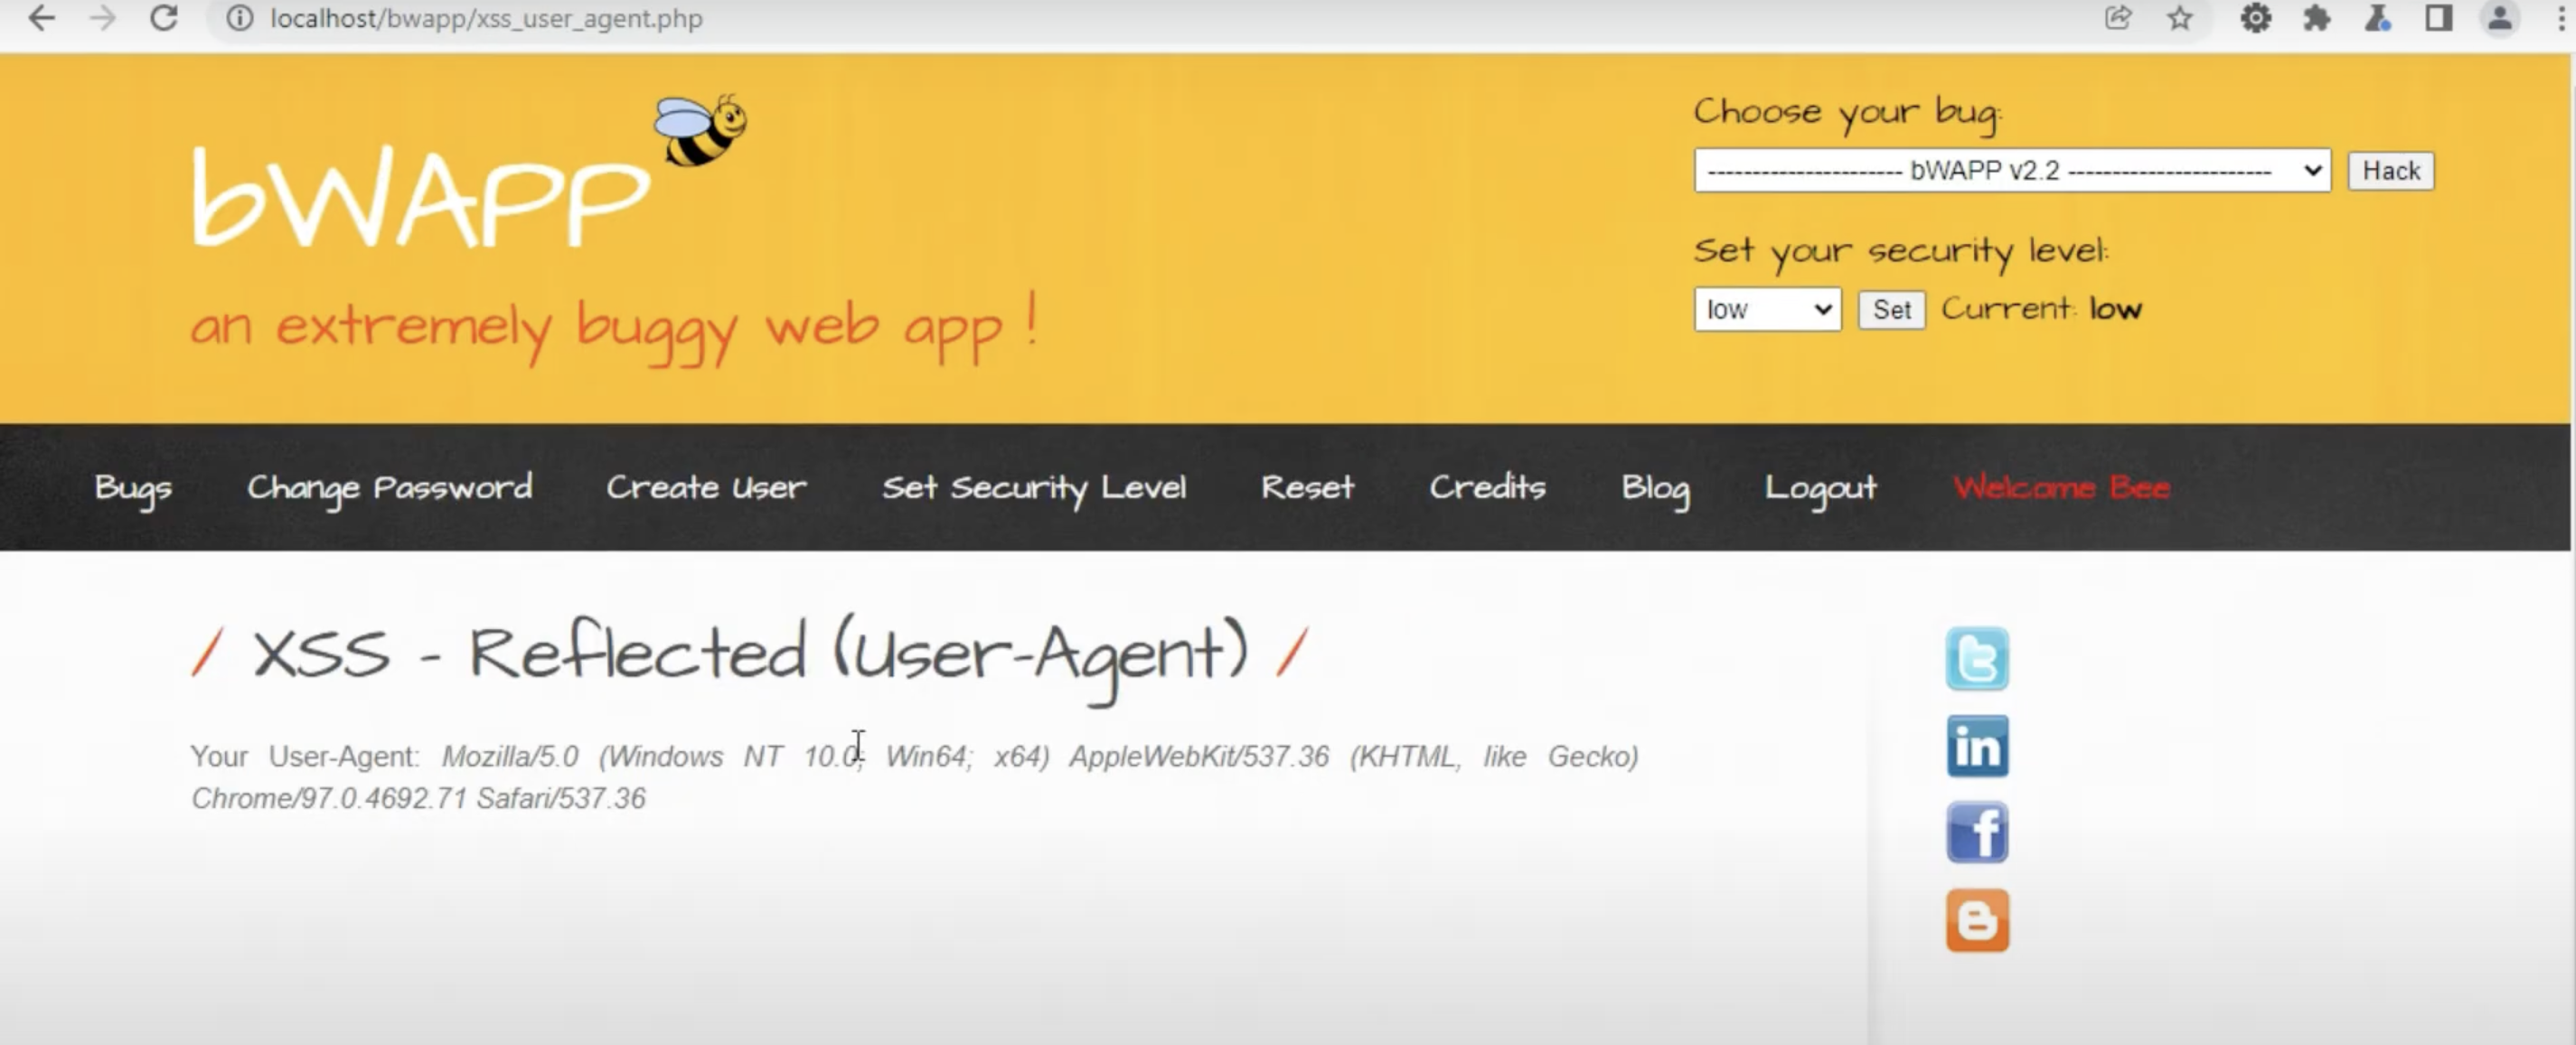 localhost/bwapp/xss_user_agent.php
bWAPP
an extremely buggy web app !
Choose your bug:
---------------------- bWAPP v2.2 -----------------------
Hack
Set your security level:
low
Set
Current: low
Bugs
Change Password
Create User
Set Security Level
Reset
Credits
Blog
Logout
Welcome Bee
/ XSS - Reflected (User-Agent) /
Your User-Agent: Mozilla/5.0 (Windows NT 10.0; Win64; x64) AppleWebKit/537.36 (KHTML, like Gecko)
Chrome/97.0.4692.71 Safari/537.36